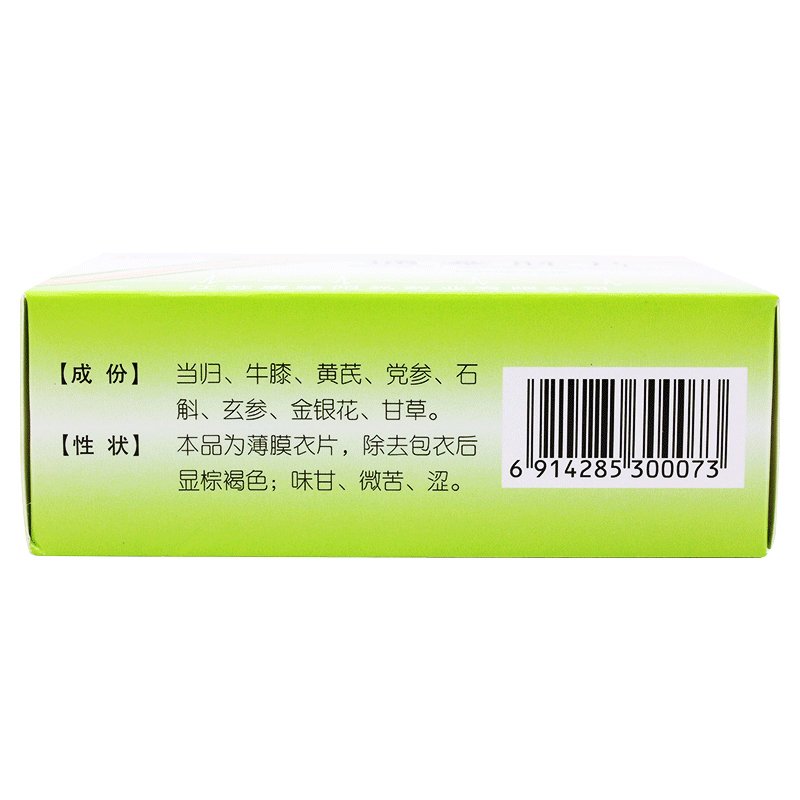 【成 份】 当归、牛膝、黄芪、党参、石
斛、玄参、金银花、甘草。
【性 状】 本品为薄膜衣片，除去包衣后
显棕褐色；味甘、微苦、涩。
6 914285 300073